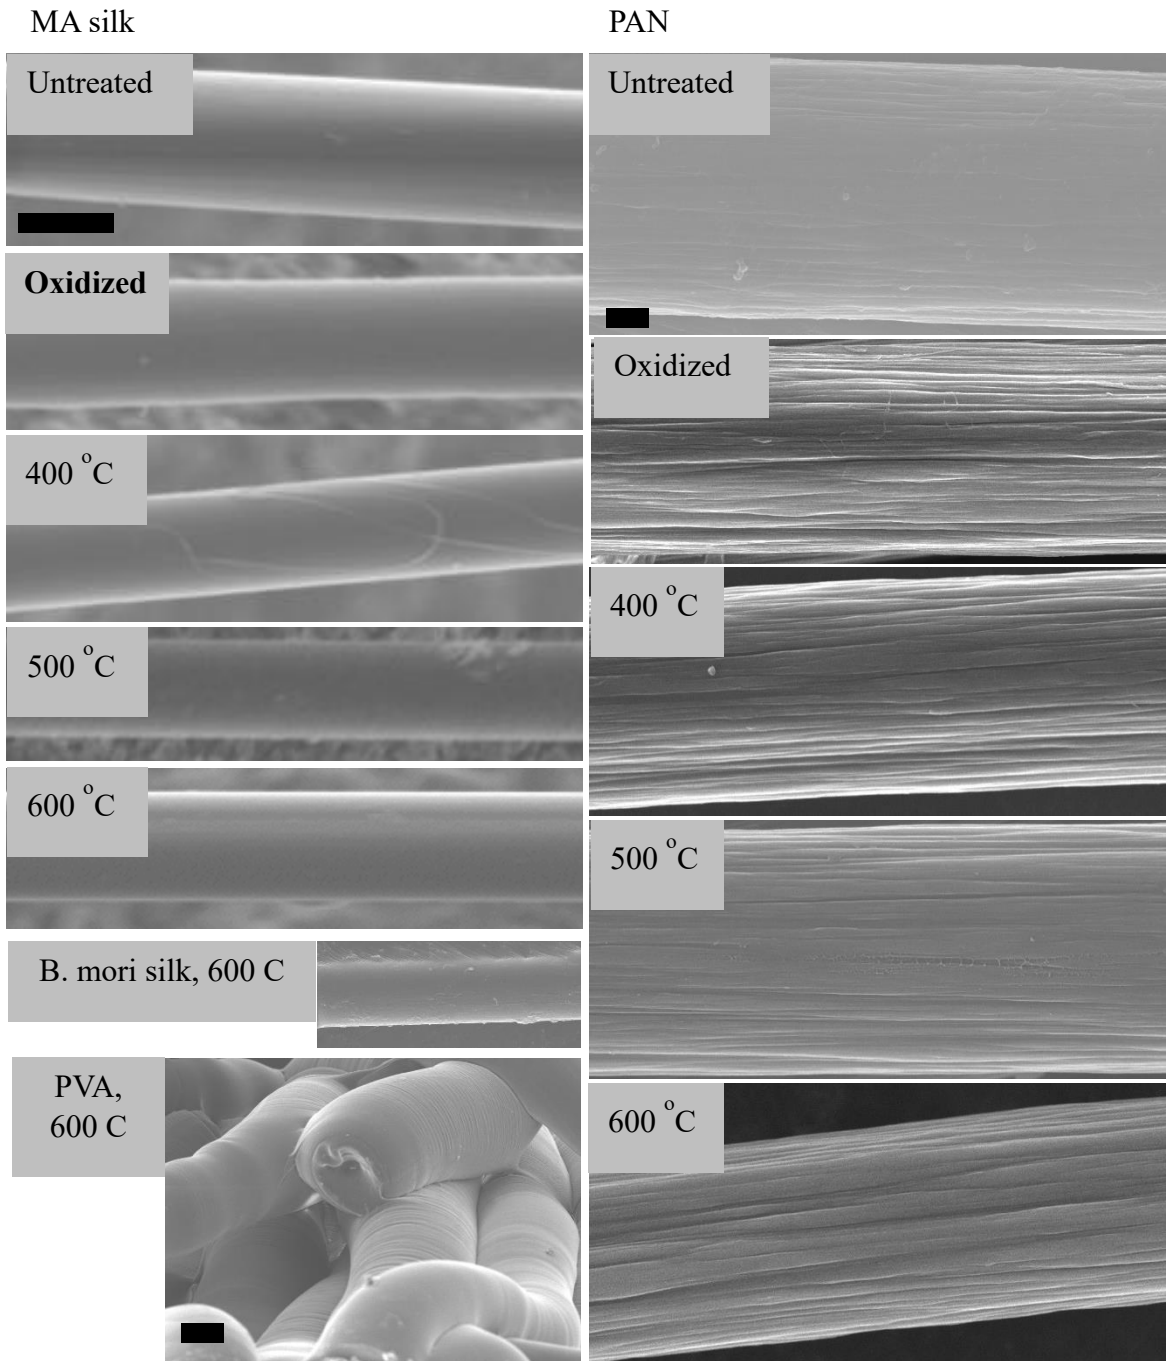 MA silk
Untreated
Oxidized
400 °C
500 °C
600 °C
B. mori silk, 600 C
PVA,
600 C
PAN
Untreated
Oxidized
400 °C
500 °C
600 °C